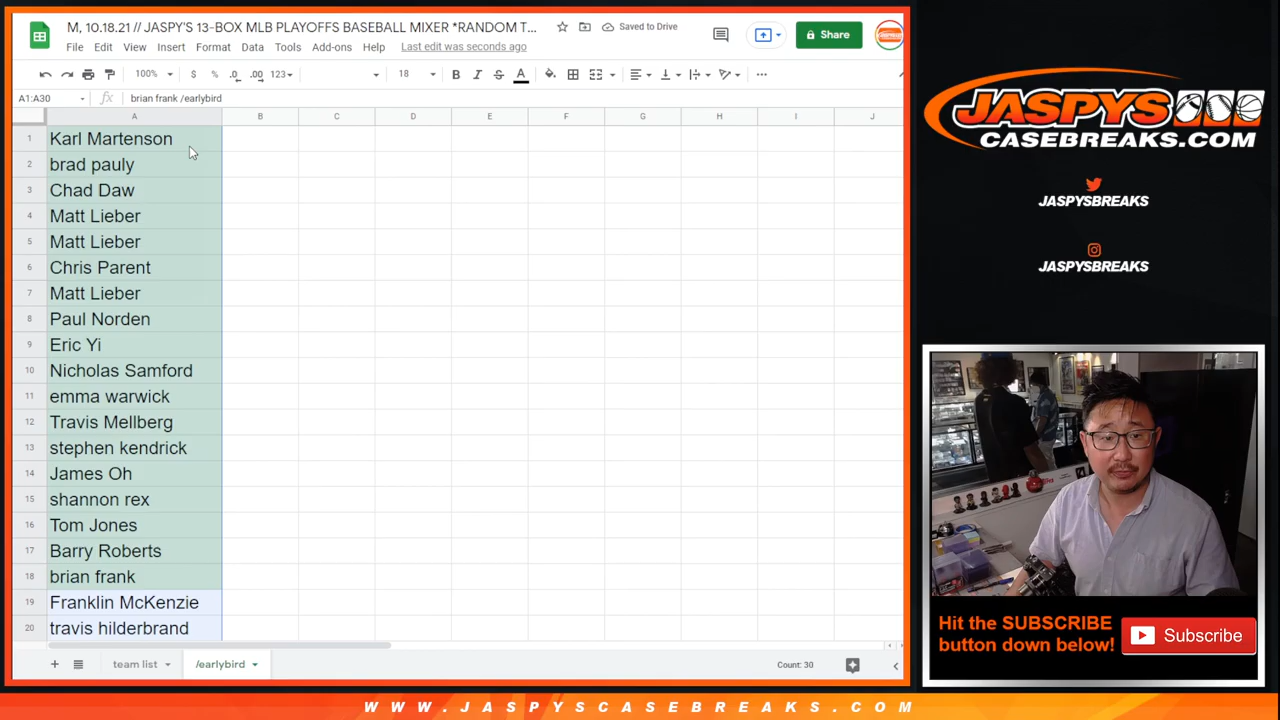 M, 10.18.21 // JASPY'S 13-BOX MLB PLAYOFFS BASEBALL MIXER *RANDOM T...
Saved to Drive
Share
File Edit View Insert Format Data Tools Add-ons Help Last edit was seconds ago
100% $ % .0 .00 123 18 B I S A
A1:A30 fx brian frank /earlybird
A B C D E F G H I J
1 Karl Martenson
2 brad pauly
3 Chad Daw
4 Matt Lieber
5 Matt Lieber
6 Chris Parent
7 Matt Lieber
8 Paul Norden
9 Eric Yi
10 Nicholas Samford
11 emma warwick
12 Travis Mellberg
13 stephen kendrick
14 James Oh
15 shannon rex
16 Tom Jones
17 Barry Roberts
18 brian frank
19 Franklin McKenzie
20 travis hilderbrand
team list /earlybird Count: 30
JASPYS
CASEBREAKS.COM
JASPYSBREAKS
JASPYSBREAKS
Hit the SUBSCRIBE
button down below!
Subscribe
WWW.JASPYSCASEBREAKS.COM